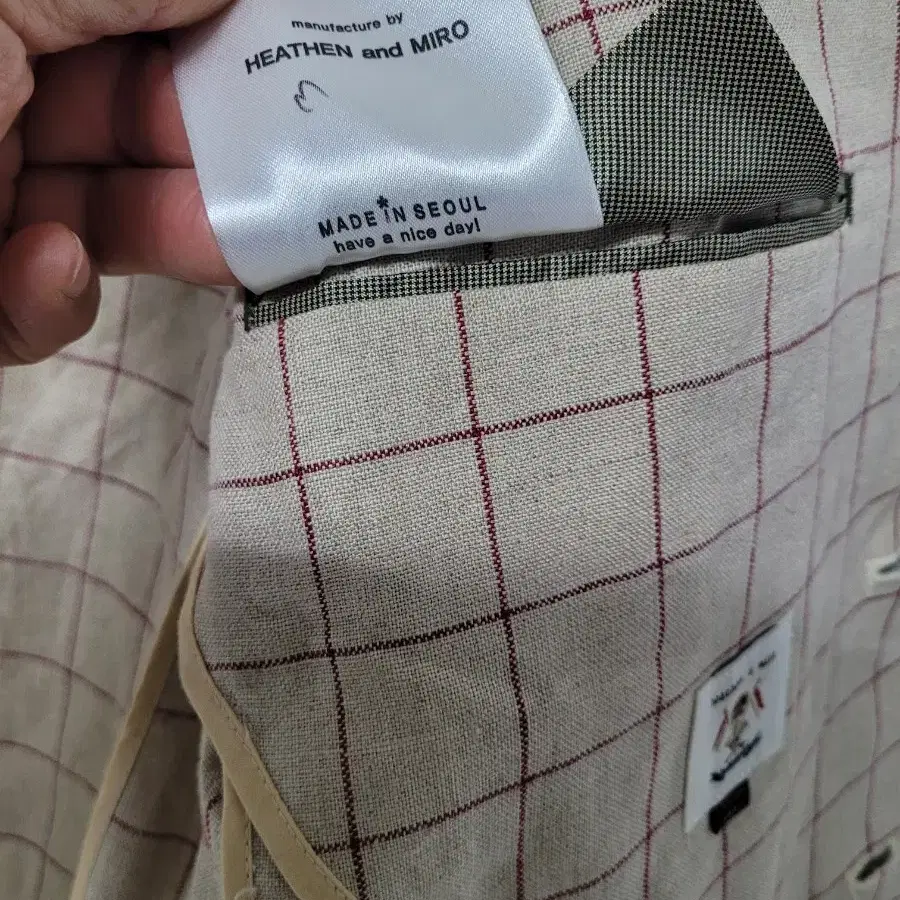 manufacture by
HEATHEN and MIRO
MADE*IN SEOUL
have a nice day!